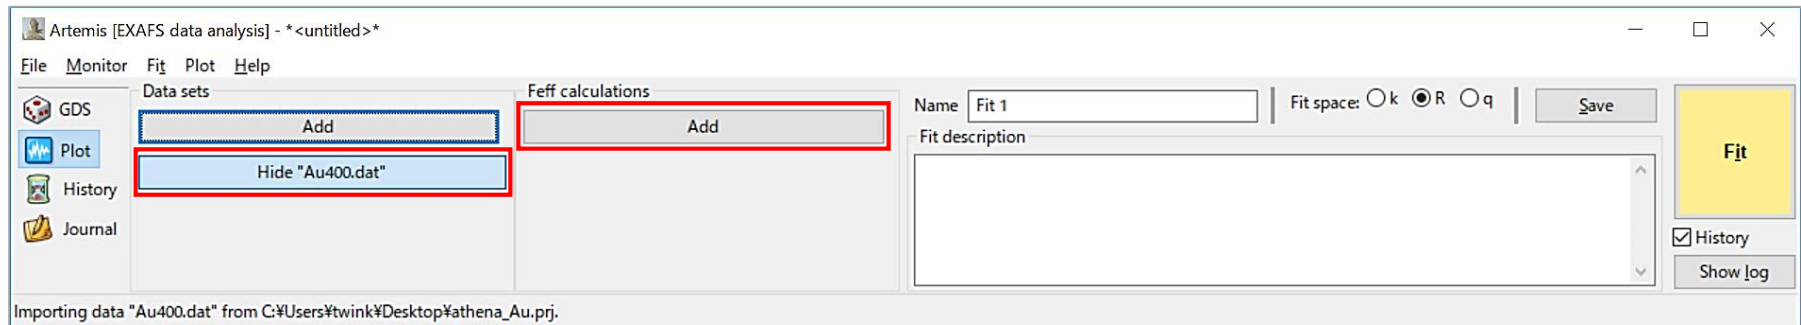 Artemis [EXAFS data analysis] - *<untitled>*
File Monitor Fit Plot Help
GDS
Plot
History
Journal
Data sets
Add
Hide "Au400.dat"
Feff calculations
Add
Name Fit 1
Fit space: k R q
Save
Fit description
Fit
History
Show log
Importing data "Au400.dat" from C:¥Users¥twink¥Desktop¥athena_Au.prj.